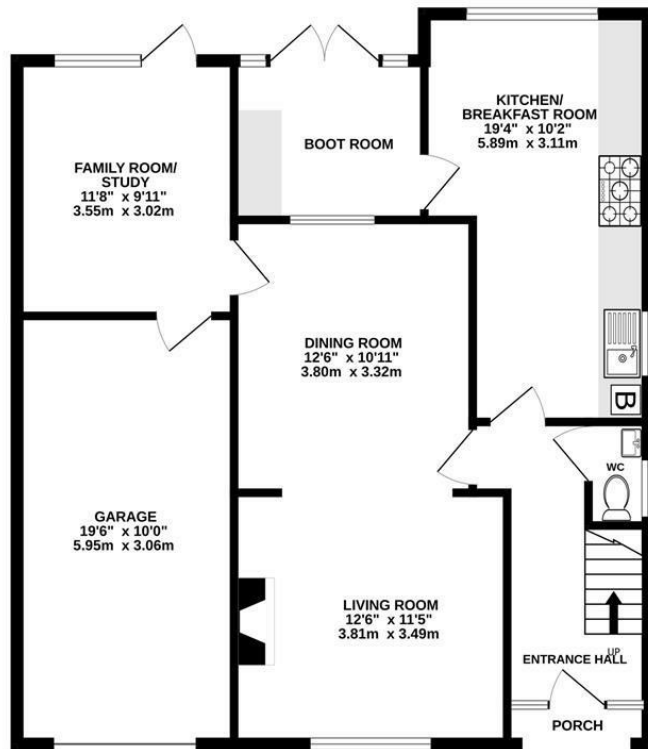 KITCHEN/
BREAKFAST ROOM
19'4" x 10'2"
5.89m x 3.11m
BOOT ROOM
FAMILY ROOM/
STUDY
11'8" x 9'11"
3.55m x 3.02m
DINING ROOM
12'6" x 10'11"
3.80m x 3.32m
B
WC
GARAGE
19'6" x 10'0"
5.95m x 3.06m
LIVING ROOM
12'6" x 11'5"
3.81m x 3.49m
UP
ENTRANCE HALL
PORCH